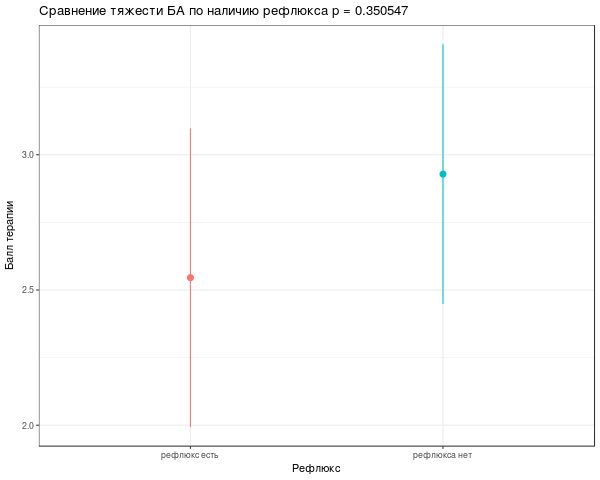 Сравнение тяжести БА по наличию рефлюкса p = 0.350547
Балл терапии
3.0
2.5
2.0
рефлюкс есть
рефлюкса нет
Рефлюкс